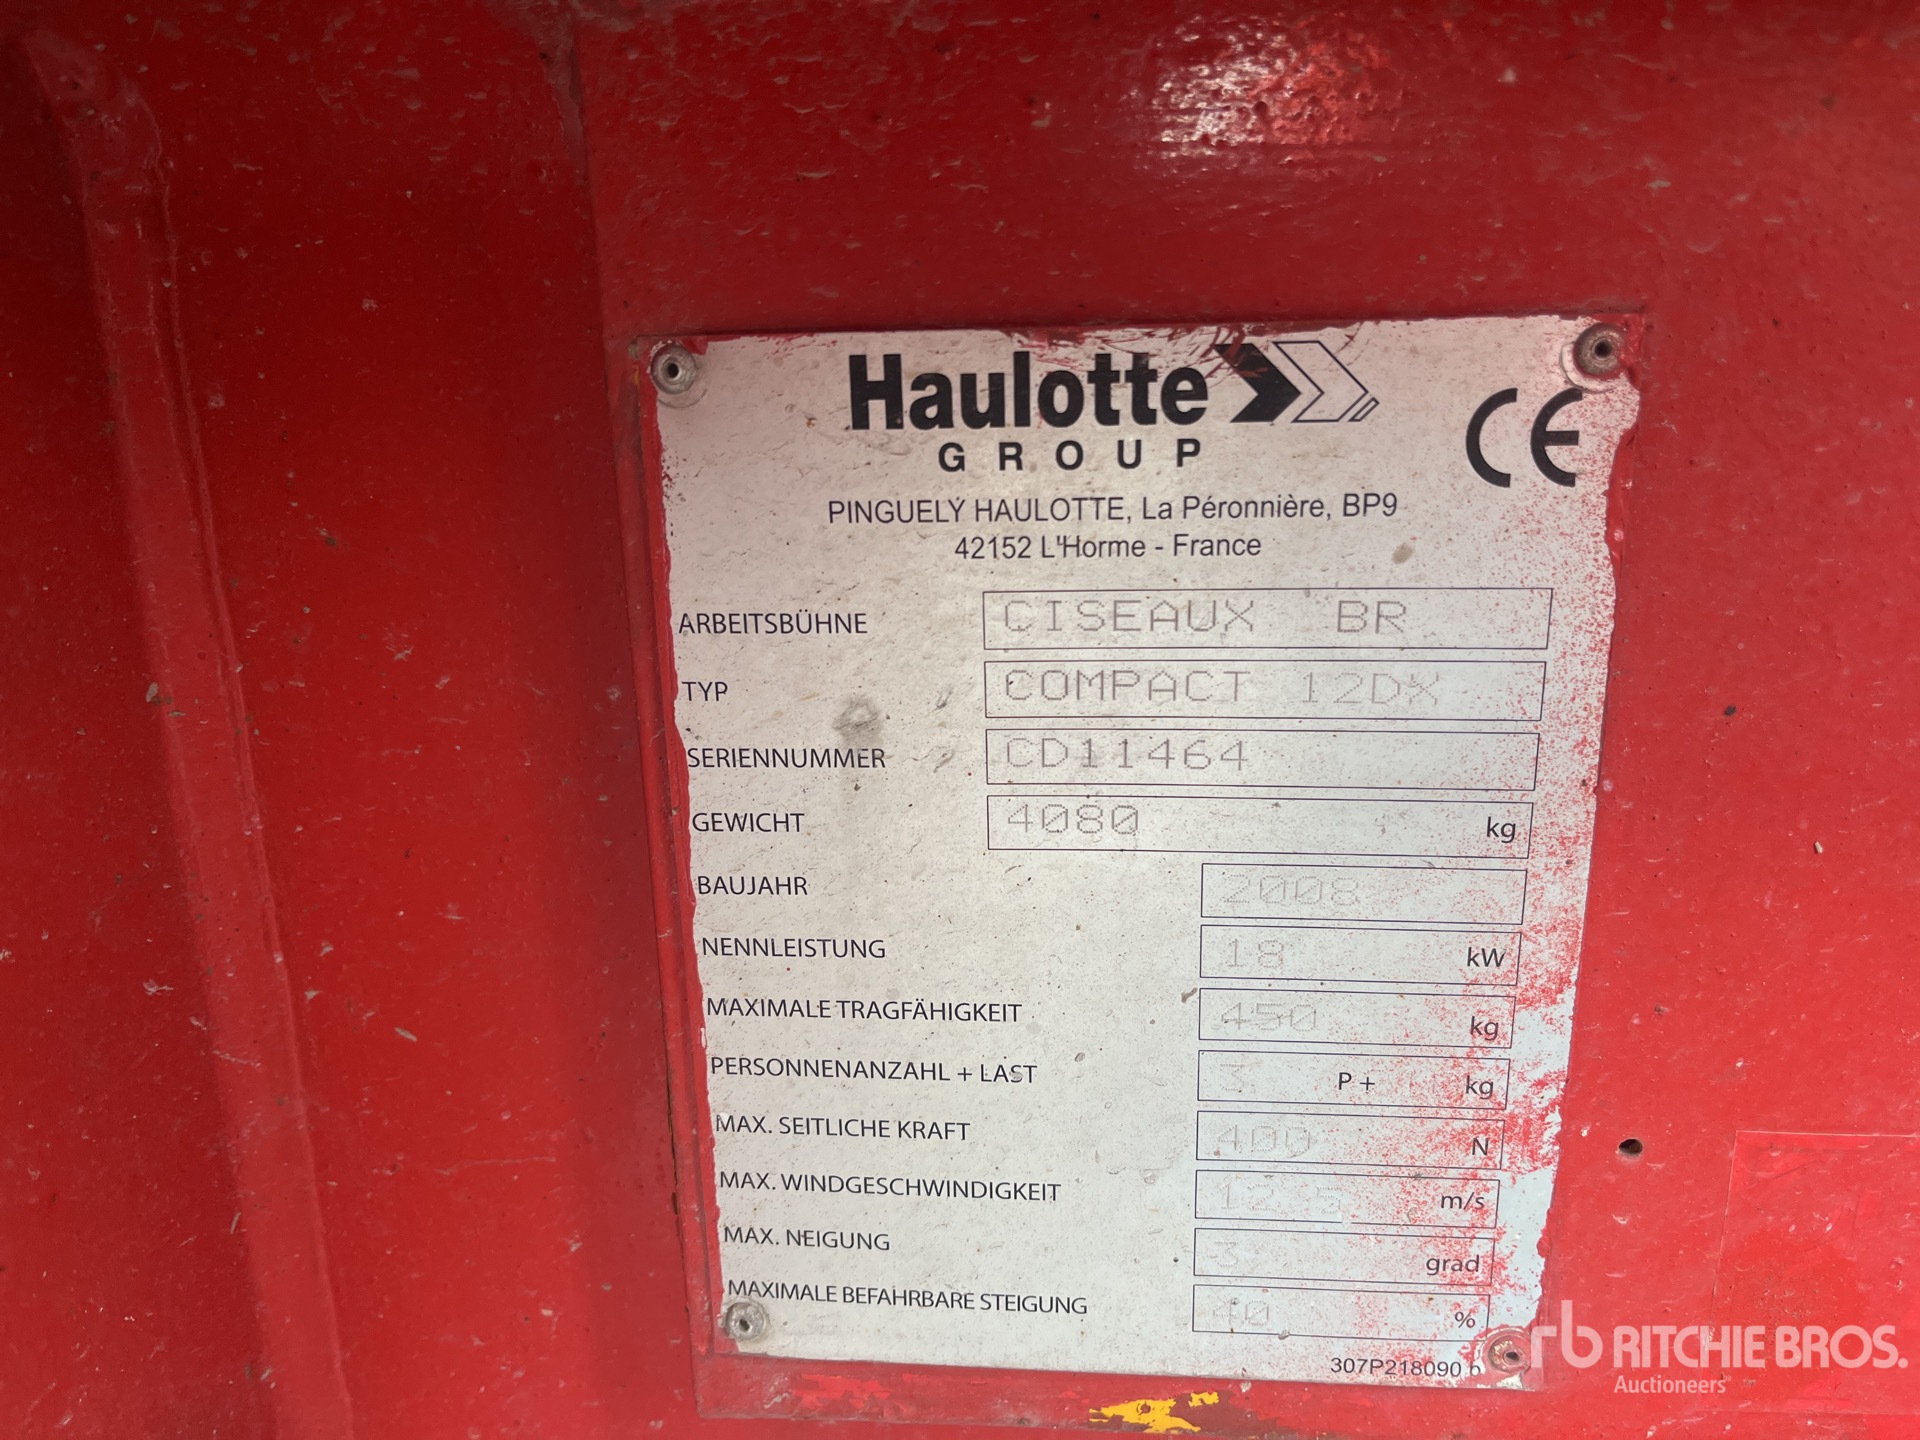 Haulotte
GROUP
CE
PINGUELY HAULOTTE, La Péronnière, BP9
42152 L'Horme - France
ARBEITSBÜHNE CISEAUX BR
TYP COMPACT 12DX
SERIENNUMMER CD11464
GEWICHT 4080 kg
BAUJAHR 2008
NENNLEISTUNG 18 kW
MAXIMALE TRAGFÄHIGKEIT 450 kg
PERSONNENANZAHL + LAST 3 P + kg
MAX. SEITLICHE KRAFT 400 N
MAX. WINDGESCHWINDIGKEIT 12.5 m/s
MAX. NEIGUNG 3 grad
MAXIMALE BEFAHRBARE STEIGUNG 40 %
307P218090 b
rb RITCHIE BROS.
Auctioneers